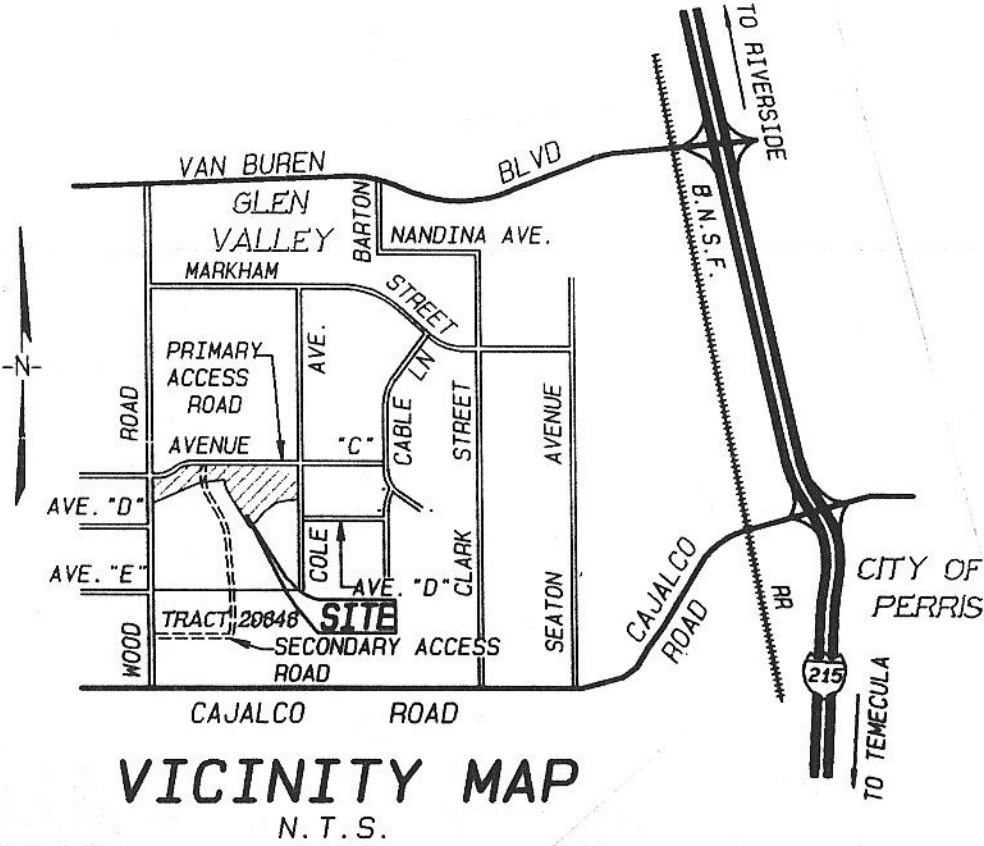 TO RIVERSIDE
VAN BUREN
BLVD
GLEN
VALLEY
BARTON
NANDINA AVE.
B.N.S.F.
MARKHAM
STREET
-N-
PRIMARY
ACCESS
ROAD
AVE.
LN
CABLE
STREET
AVENUE
ROAD
AVENUE
"C"
AVE. "D"
AVE. "E"
COLE
AVE. "D"
CLARK
SEATON
CAJALCO
ROAD
RR
CITY OF
PERRIS
TRACT 20646
SITE
SECONDARY ACCESS
ROAD
WOOD
215
CAJALCO ROAD
TO TEMECULA
VICINITY MAP
N.T.S.